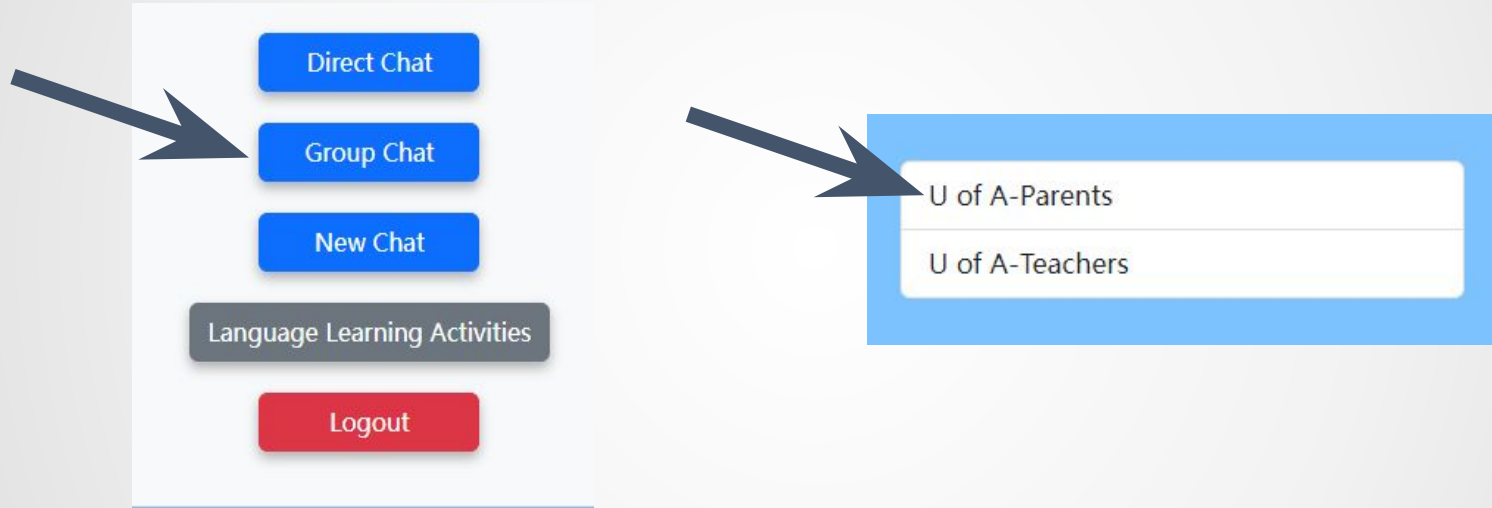 Direct Chat
Group Chat
New Chat
Language Learning Activities
Logout
U of A-Parents
U of A-Teachers